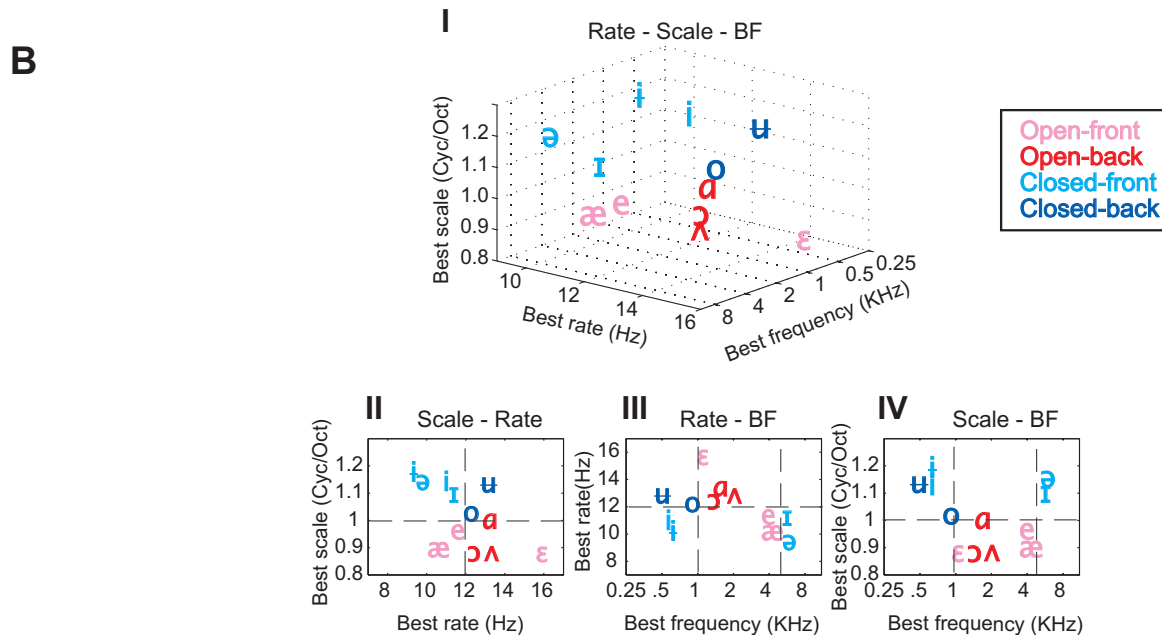 B
I
Rate - Scale - BF
Best scale (Cyc/Oct)
1.2
1.1
1.0
0.9
0.8
ɨ
i
ʉ
ə
ɪ
o
ɑ
e
æ
ɔ
ʌ
ɛ
10
12
14
16
Best rate (Hz)
8
4
2
1
0.5
0.25
Best frequency (KHz)
Open-front
Open-back
Closed-front
Closed-back
II
Scale - Rate
Best scale (Cyc/Oct)
1.2
1.1
1
0.9
0.8
ɨ
ə
i
ɪ
ʉ
o
ɑ
e
æ
ɔ
ʌ
ɛ
8 10 12 14 16
Best rate (Hz)
III
Rate - BF
Best rate(Hz)
16
14
12
10
8
ɛ
ʉ
o
ɔ
ɑ
ʌ
i
ɨ
e
æ
ɪ
ə
0.25 .5 1 2 4 8
Best frequency (KHz)
IV
Scale - BF
Best scale (Cyc/Oct)
1.2
1.1
1
0.9
0.8
ɨ
i
ʉ
ə
ɪ
o
ɑ
e
æ
ɛ
ɔ
ʌ
0.25 .5 1 2 4 8
Best frequency (KHz)